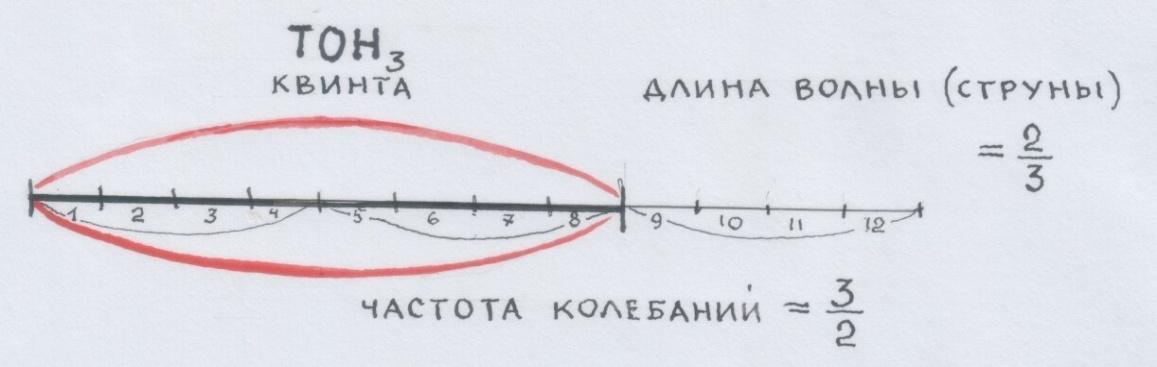 ТОН₃
КВИНТА
ДЛИНА ВОЛНЫ (СТРУНЫ)
= 2/3
1 2 3 4 5 6 7 8 9 10 11 12
ЧАСТОТА КОЛЕБАНИЙ = 3/2